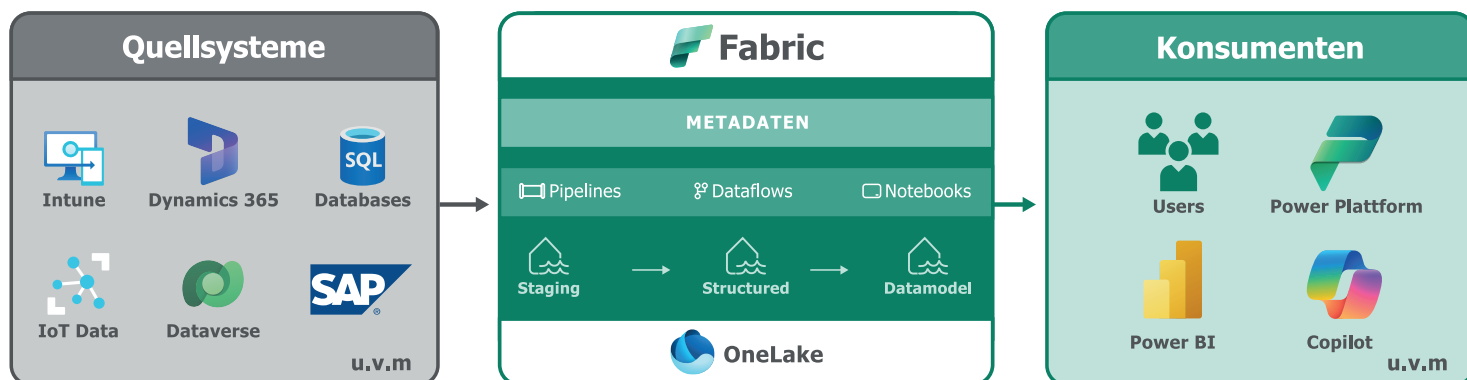 Quellsysteme
Intune
Dynamics 365
SQL
Databases
IoT Data
Dataverse
SAP®
u.v.m
Fabric
METADATEN
Pipelines
Dataflows
Notebooks
Staging
Structured
Datamodel
OneLake
Konsumenten
Users
Power Plattform
Power BI
Copilot
u.v.m